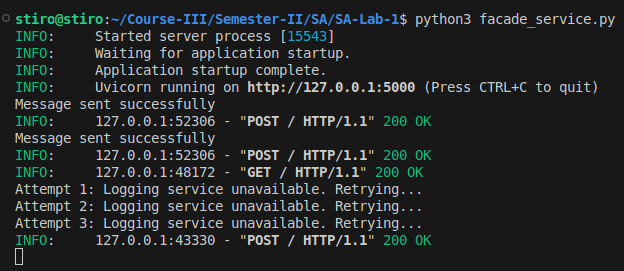 stiro@stiro:~/Course-III/Semester-II/SA/SA-Lab-1$ python3 facade_service.py
INFO:     Started server process [15543]
INFO:     Waiting for application startup.
INFO:     Application startup complete.
INFO:     Uvicorn running on http://127.0.0.1:5000 (Press CTRL+C to quit)
Message sent successfully
INFO:     127.0.0.1:52306 - "POST / HTTP/1.1" 200 OK
Message sent successfully
INFO:     127.0.0.1:52306 - "POST / HTTP/1.1" 200 OK
INFO:     127.0.0.1:48172 - "GET / HTTP/1.1" 200 OK
Attempt 1: Logging service unavailable. Retrying...
Attempt 2: Logging service unavailable. Retrying...
Attempt 3: Logging service unavailable. Retrying...
INFO:     127.0.0.1:43330 - "POST / HTTP/1.1" 200 OK